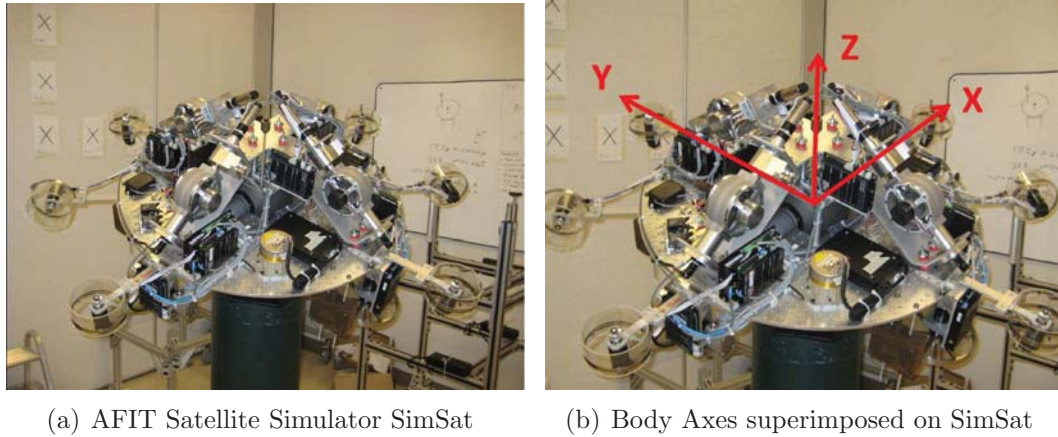 Y
Z
X
(a) AFIT Satellite Simulator SimSat
(b) Body Axes superimposed on SimSat